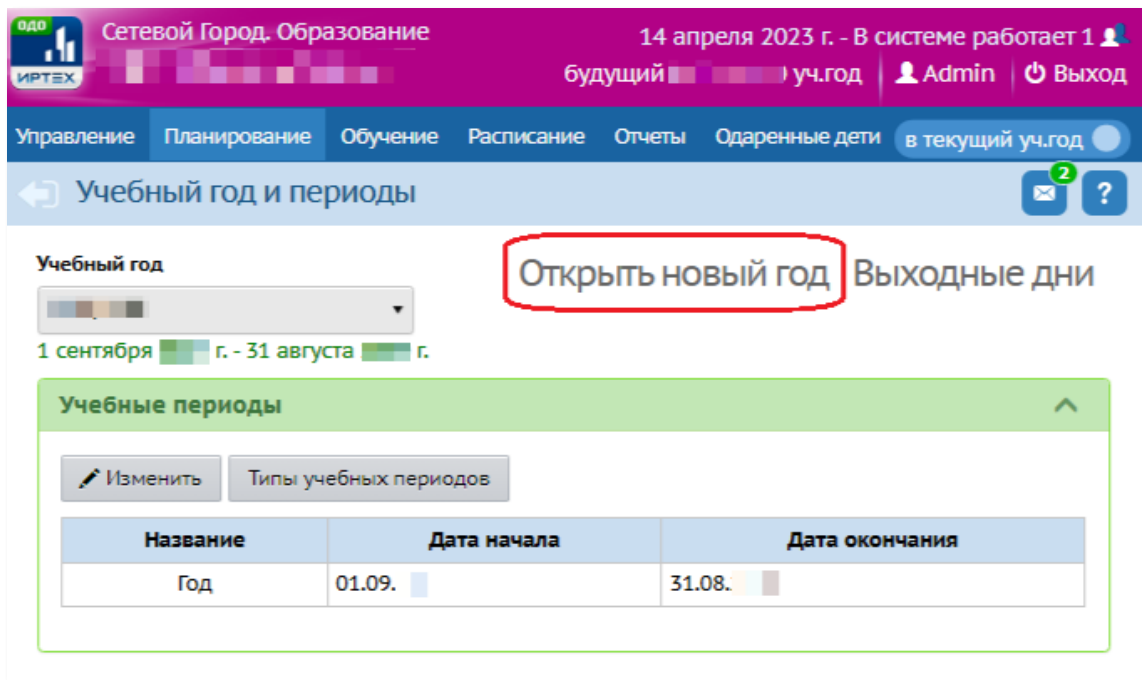 ОДО
ИРТЕХ
Сетевой Город. Образование
14 апреля 2023 г. - В системе работает 1
будущий уч.год Admin Выход
Управление Планирование Обучение Расписание Отчеты Одаренные дети в текущий уч.год
Учебный год и периоды
2
?
Учебный год
Открыть новый год Выходные дни
1 сентября г. - 31 августа г.
Учебные периоды
Изменить Типы учебных периодов
Название Дата начала Дата окончания
Год 01.09. 31.08.